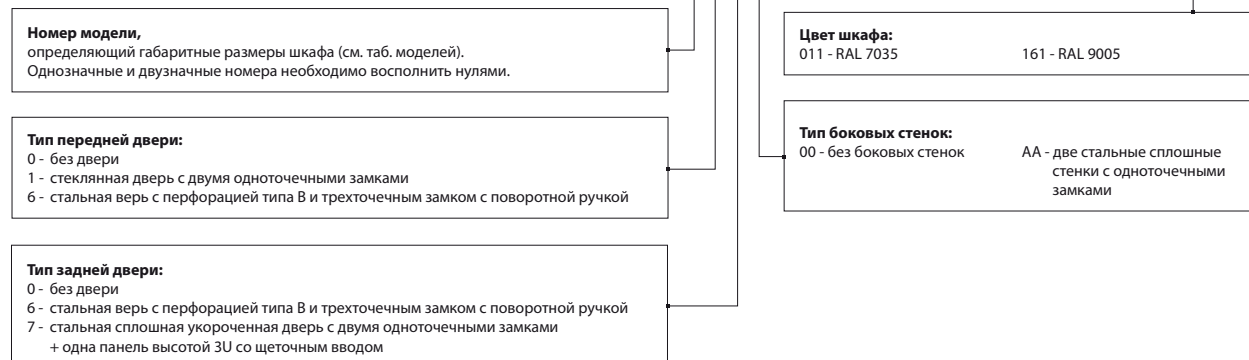 Номер модели,
определяющий габаритные размеры шкафа (см. таб. моделей).
Однозначные и двузначные номера необходимо восполнить нулями.
Тип передней двери:
0 - без двери
1 - стеклянная дверь с двумя одноточечными замками
6 - стальная верь с перфорацией типа В и трехточечным замком с поворотной ручкой
Тип задней двери:
0 - без двери
6 - стальная верь с перфорацией типа В и трехточечным замком с поворотной ручкой
7 - стальная сплошная укороченная дверь с двумя одноточечными замками
+ одна панель высотой 3U со щеточным вводом
Цвет шкафа:
011 - RAL 7035 161 - RAL 9005
Тип боковых стенок:
00 - без боковых стенок AA - две стальные сплошные
стенки с одноточечными
замками